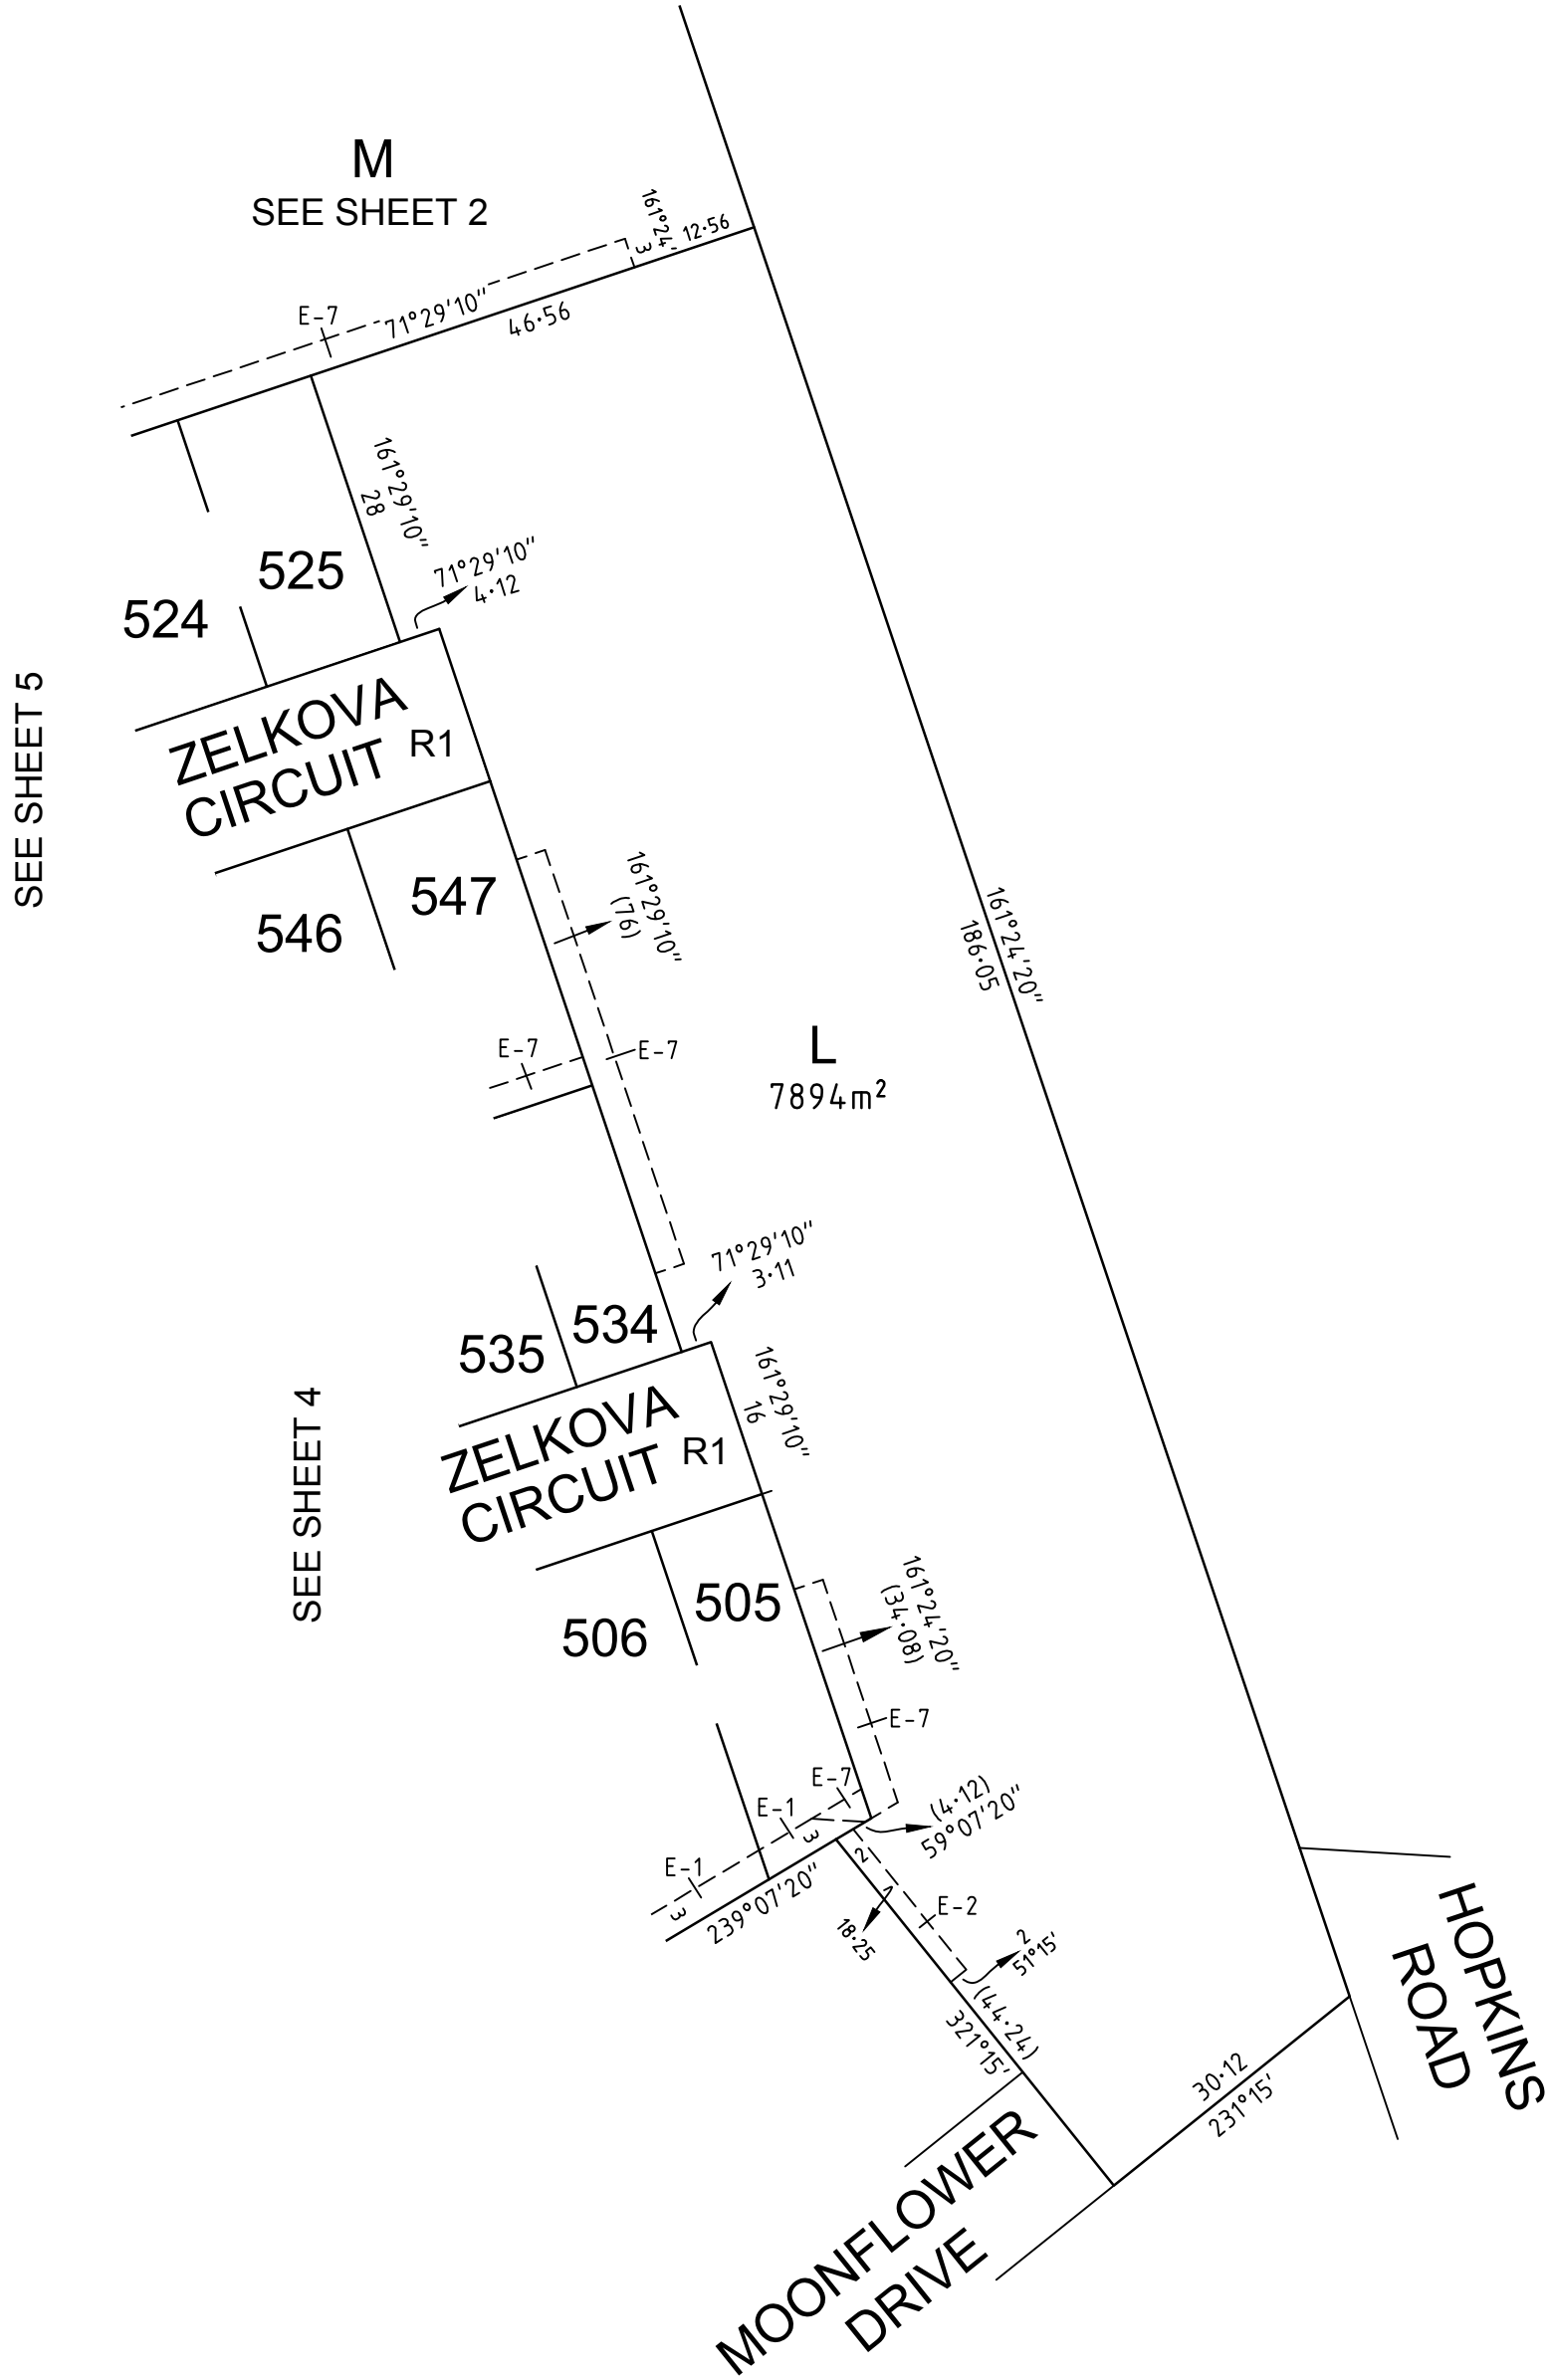 M
SEE SHEET 2
161°24'
3
12·56
E-7
71°29'10"
46·56
161°29'10"
28
71°29'10"
4·12
525
524
SEE SHEET 5
ZELKOVA
CIRCUIT
R1
547
546
161°29'10"
(76)
161°24'20"
186·05
E-7
E-7
L
7894m²
71°29'10"
3·11
534
535
161°29'10"
16
SEE SHEET 4
ZELKOVA
CIRCUIT
R1
505
506
161°24'20"
(34·08)
E-7
E-7
E-1
3
(4·12)
59°07'20"
E-1
3
239°07'20"
2
E-2
18·25
2
51°15'
(44·24)
321°15'
HOPKINS
ROAD
30·12
231°15'
MOONFLOWER
DRIVE